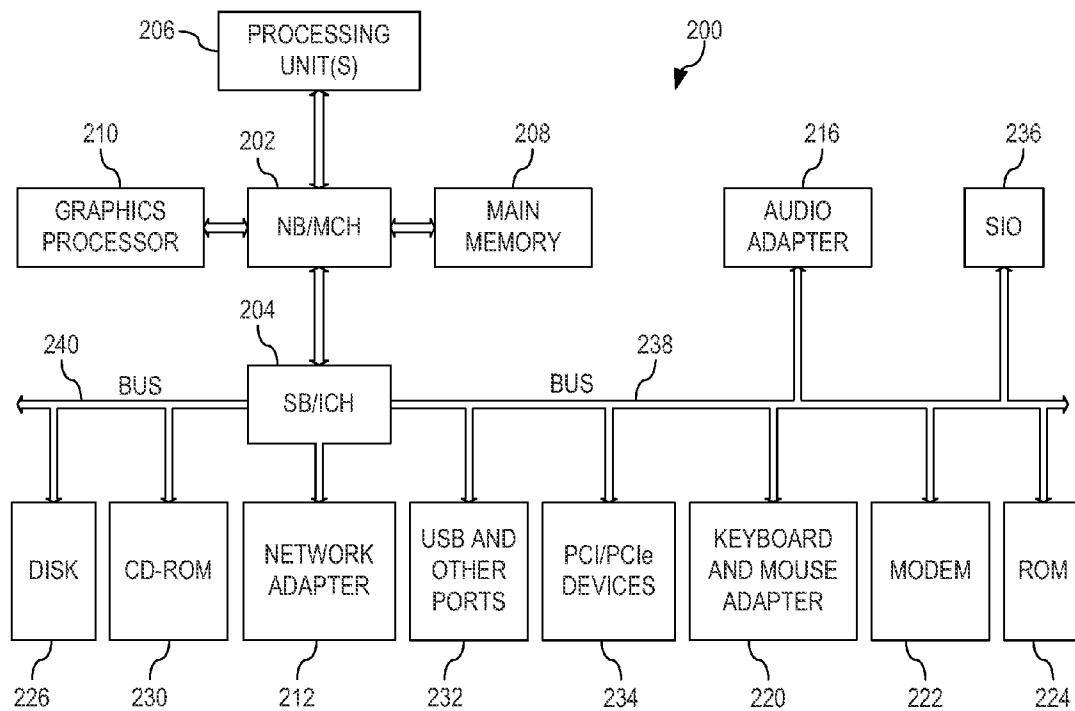 206
PROCESSING
UNIT(S)
200
210
202
208
216
236
GRAPHICS
PROCESSOR
NB/MCH
MAIN
MEMORY
AUDIO
ADAPTER
SIO
204
240
BUS
SB/ICH
BUS
238
DISK
CD-ROM
NETWORK
ADAPTER
USB AND
OTHER
PORTS
PCI/PCIe
DEVICES
KEYBOARD
AND MOUSE
ADAPTER
MODEM
ROM
226
230
212
232
234
220
222
224